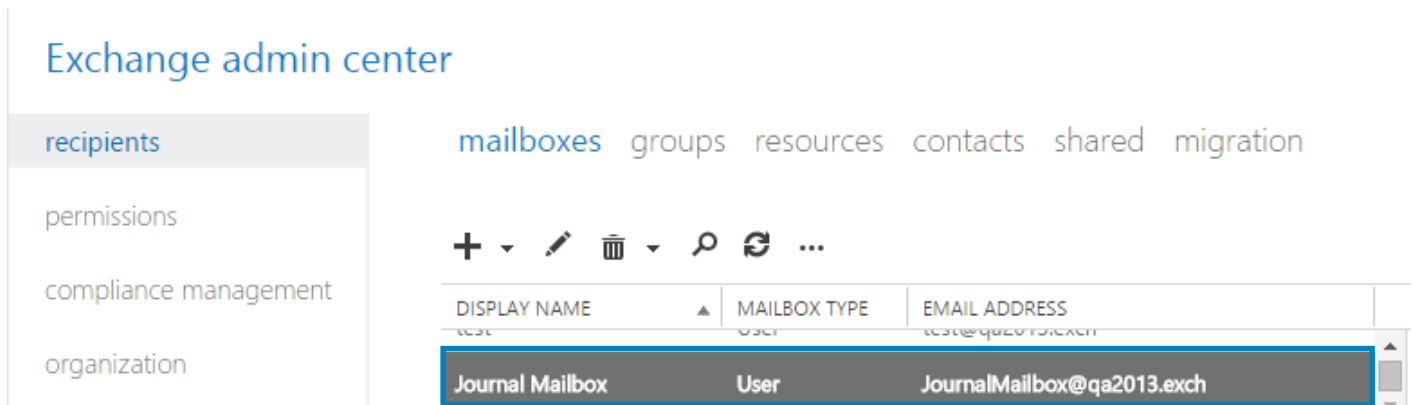 Exchange admin center
recipients
mailboxes groups resources contacts shared migration
permissions
compliance management
DISPLAY NAME MAILBOX TYPE EMAIL ADDRESS
organization
Journal Mailbox User JournalMailbox@qa2013.exch